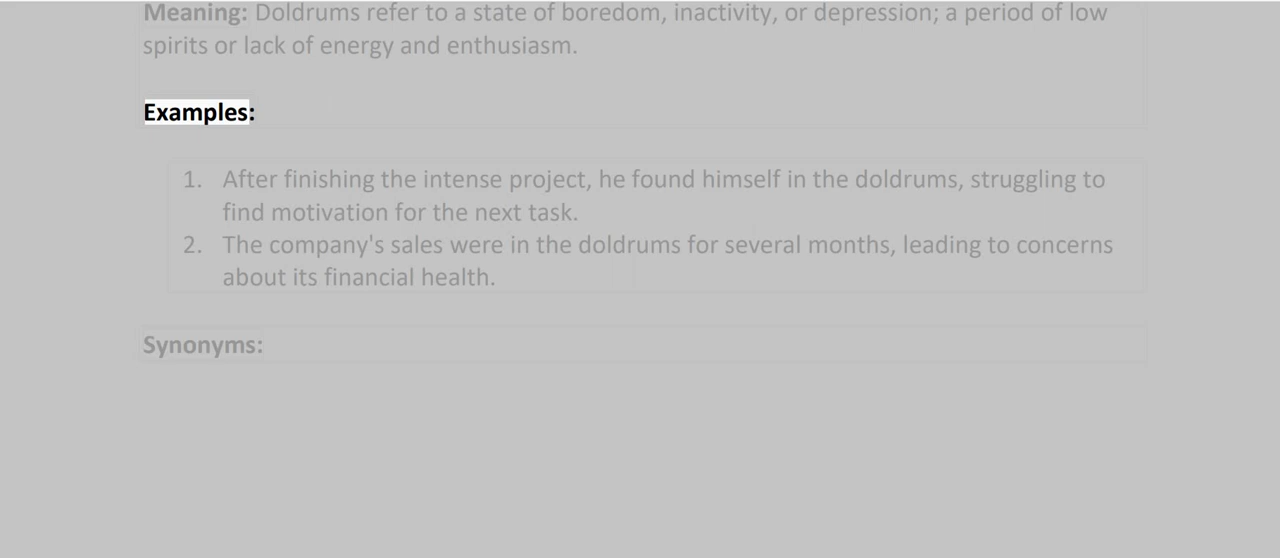 Meaning: Doldrums refer to a state of boredom, inactivity, or depression; a period of low
spirits or lack of energy and enthusiasm.
Examples:
1. After finishing the intense project, he found himself in the doldrums, struggling to
find motivation for the next task.
2. The company's sales were in the doldrums for several months, leading to concerns
about its financial health.
Synonyms: